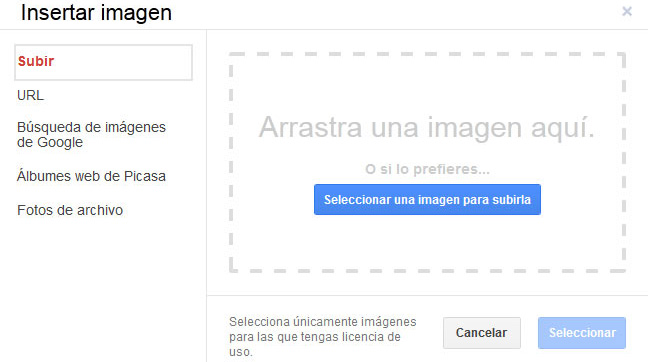 Insertar imagen
×
Subir
URL
Búsqueda de imágenes
de Google
Álbumes web de Picasa
Fotos de archivo
Arrastra una imagen aquí.
O si lo prefieres...
Seleccionar una imagen para subirla
Selecciona únicamente imágenes
para las que tengas licencia de
uso.
Cancelar
Seleccionar